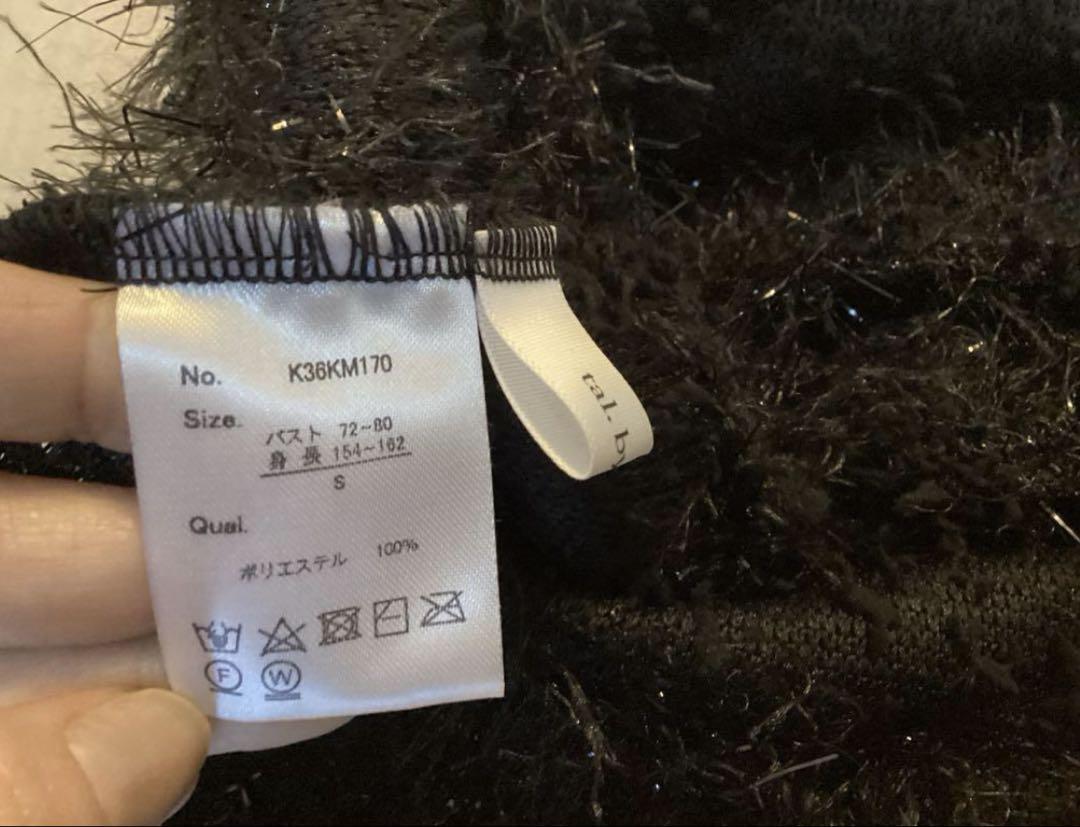 No. K36KM170
Size.
バスト 72~80
身長 154~162
S
Qual.
ポリエステル 100%
F W
tal. by